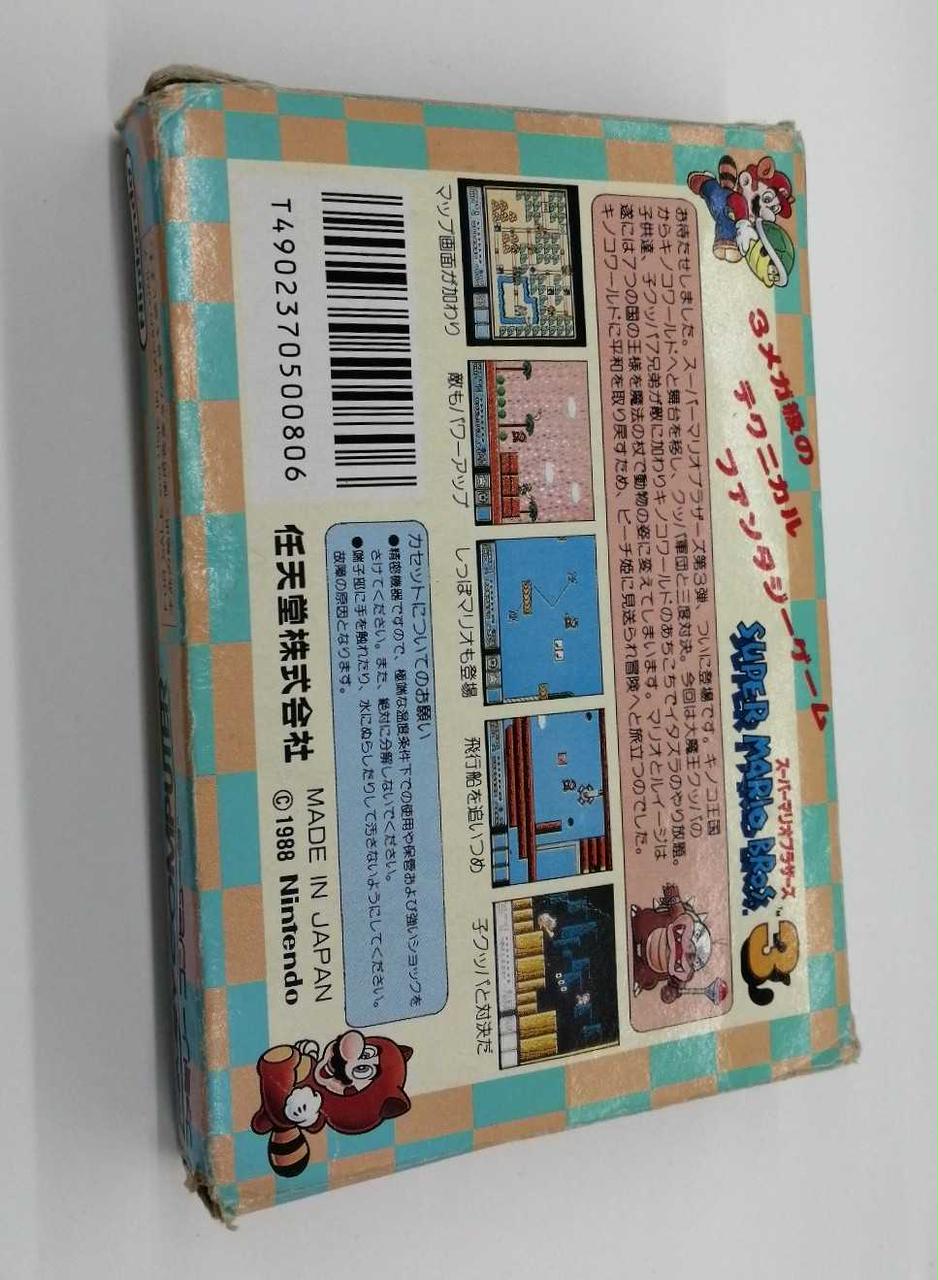 3メガ級の
テクニカル
ファンタジーゲーム
スーパーマリオブラザーズ
SUPER MARIO BROS. 3
TM
お待たせしました。スーパーマリオブラザーズ第3弾、ついに登場です。キノコ王国
からキノコワールドへと舞台を移し、クッパ軍団と三度対決。今回は大魔王クッパの
子供達、子クッパ7兄弟が敵に加わりキノコワールドのあちこちでイタズラのやり放題。
遂には7つの国の王様を魔法の杖で動物の姿に変えてしまいます。マリオとルイージは
キノコワールドに平和を取り戻すため、ピーチ姫に見送られ冒険へと旅立つのでした。
マップ画面が加わり
敵もパワーアップ
しっぽマリオも登場
飛行船を追いつめ
子クッパと対決だ
カセットについてのお願い
●精密機器ですので、極端な温度条件下での使用や保管および強いショックを
さけてください。また、絶対に分解しないでください。
●端子部に手を触れたり、水にぬらしたりして汚さないようにしてください。
故障の原因となります。
T4902370500806
任天堂株式会社
MADE IN JAPAN
©1988 Nintendo